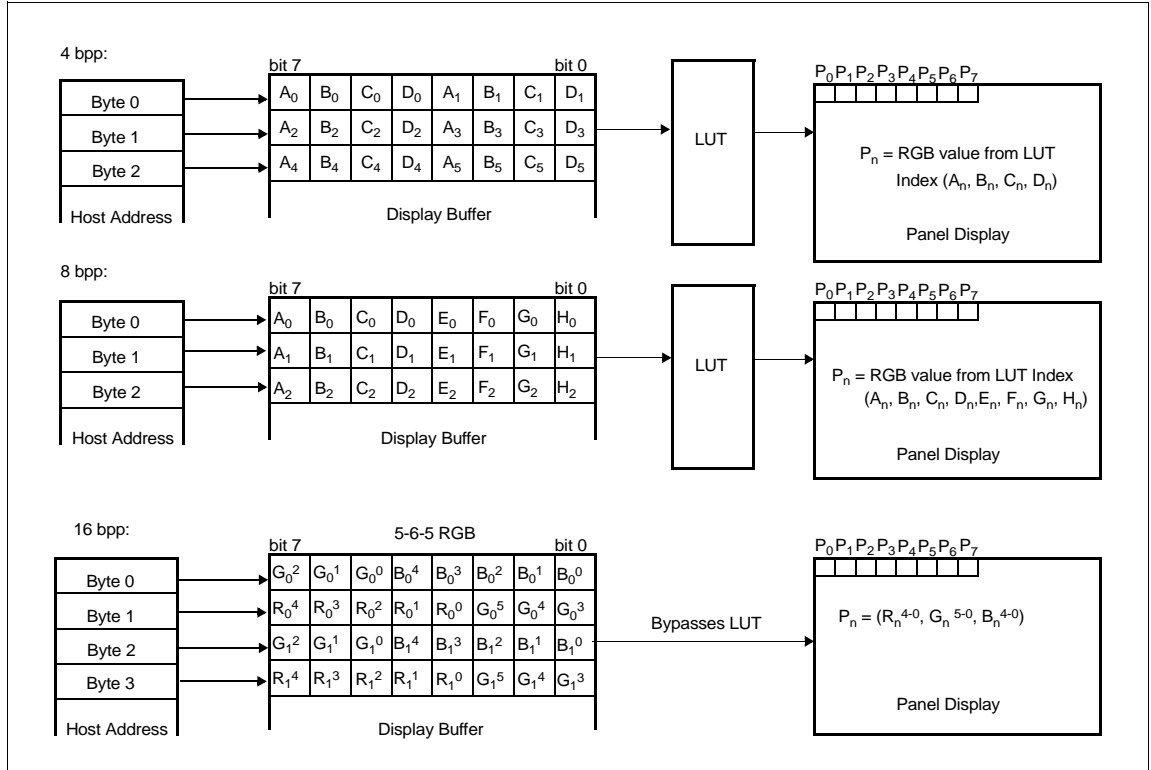 4 bpp:
bit 7 bit 0
P₀P₁P₂P₃P₄P₅P₆P₇
Byte 0
A₀ B₀ C₀ D₀ A₁ B₁ C₁ D₁
Byte 1
A₂ B₂ C₂ D₂ A₃ B₃ C₃ D₃
Byte 2
A₄ B₄ C₄ D₄ A₅ B₅ C₅ D₅
Host Address
Display Buffer
LUT
Pₙ = RGB value from LUT
Index (Aₙ, Bₙ, Cₙ, Dₙ)
Panel Display
8 bpp:
bit 7 bit 0
P₀P₁P₂P₃P₄P₅P₆P₇
Byte 0
A₀ B₀ C₀ D₀ E₀ F₀ G₀ H₀
Byte 1
A₁ B₁ C₁ D₁ E₁ F₁ G₁ H₁
Byte 2
A₂ B₂ C₂ D₂ E₂ F₂ G₂ H₂
Host Address
Display Buffer
LUT
Pₙ = RGB value from LUT Index
(Aₙ, Bₙ, Cₙ, Dₙ,Eₙ, Fₙ, Gₙ, Hₙ)
Panel Display
16 bpp:
5-6-5 RGB
bit 7 bit 0
P₀P₁P₂P₃P₄P₅P₆P₇
Byte 0
G₀² G₀¹ G₀⁰ B₀⁴ B₀³ B₀² B₀¹ B₀⁰
Byte 1
R₀⁴ R₀³ R₀² R₀¹ R₀⁰ G₀⁵ G₀⁴ G₀³
Byte 2
G₁² G₁¹ G₁⁰ B₁⁴ B₁³ B₁² B₁¹ B₁⁰
Byte 3
R₁⁴ R₁³ R₁² R₁¹ R₁⁰ G₁⁵ G₁⁴ G₁³
Host Address
Display Buffer
Bypasses LUT
Pₙ = (Rₙ⁴⁻⁰, Gₙ ⁵⁻⁰, Bₙ⁴⁻⁰)
Panel Display